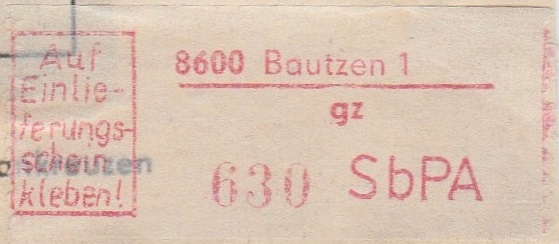 Auf
Einlie-
ferungs-
schein
kleben!
8600 Bautzen 1
gz
630 SbPA